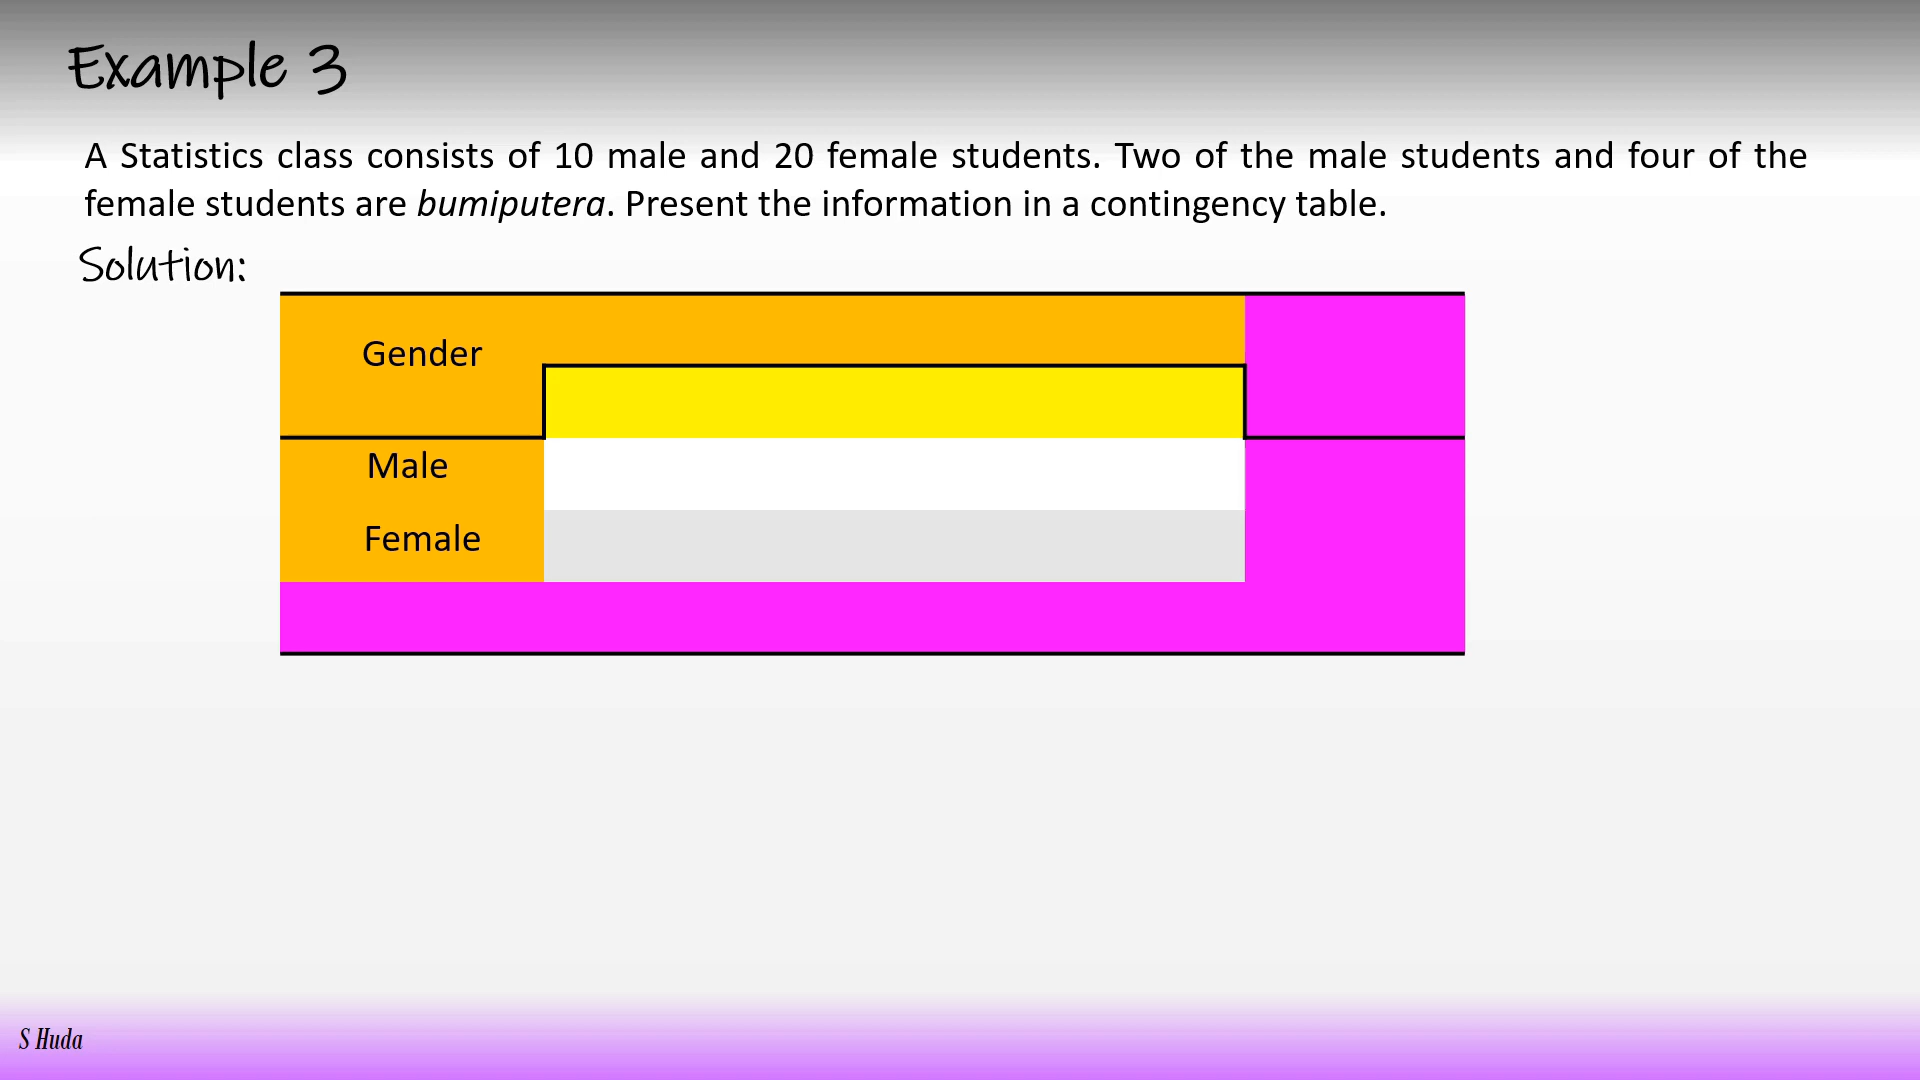 Example 3
A Statistics class consists of 10 male and 20 female students. Two of the male students and four of the
female students are bumiputera. Present the information in a contingency table.
Solution:
Gender
Male
Female
S Huda